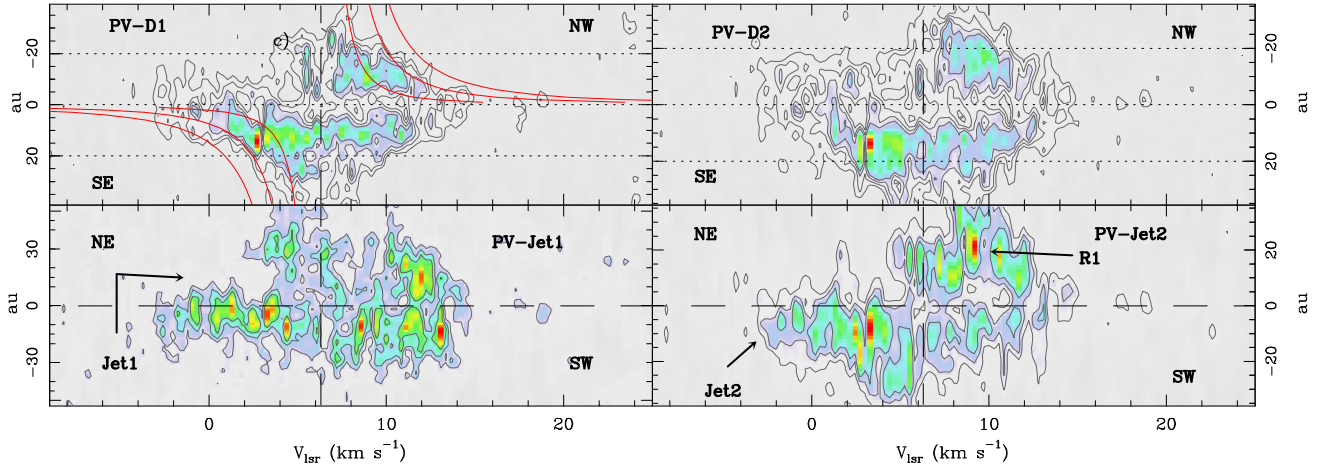 PV-D1
NW
PV-D2
NW
−20
0
20
au
SE
SE
−20
0
20
au
NE
PV-Jet1
NE
PV-Jet2
R1
30
0
−30
au
Jet1
SW
Jet2
SW
20
0
−20
au
0
10
20
0
10
20
V_lsr (km s⁻¹)
V_lsr (km s⁻¹)